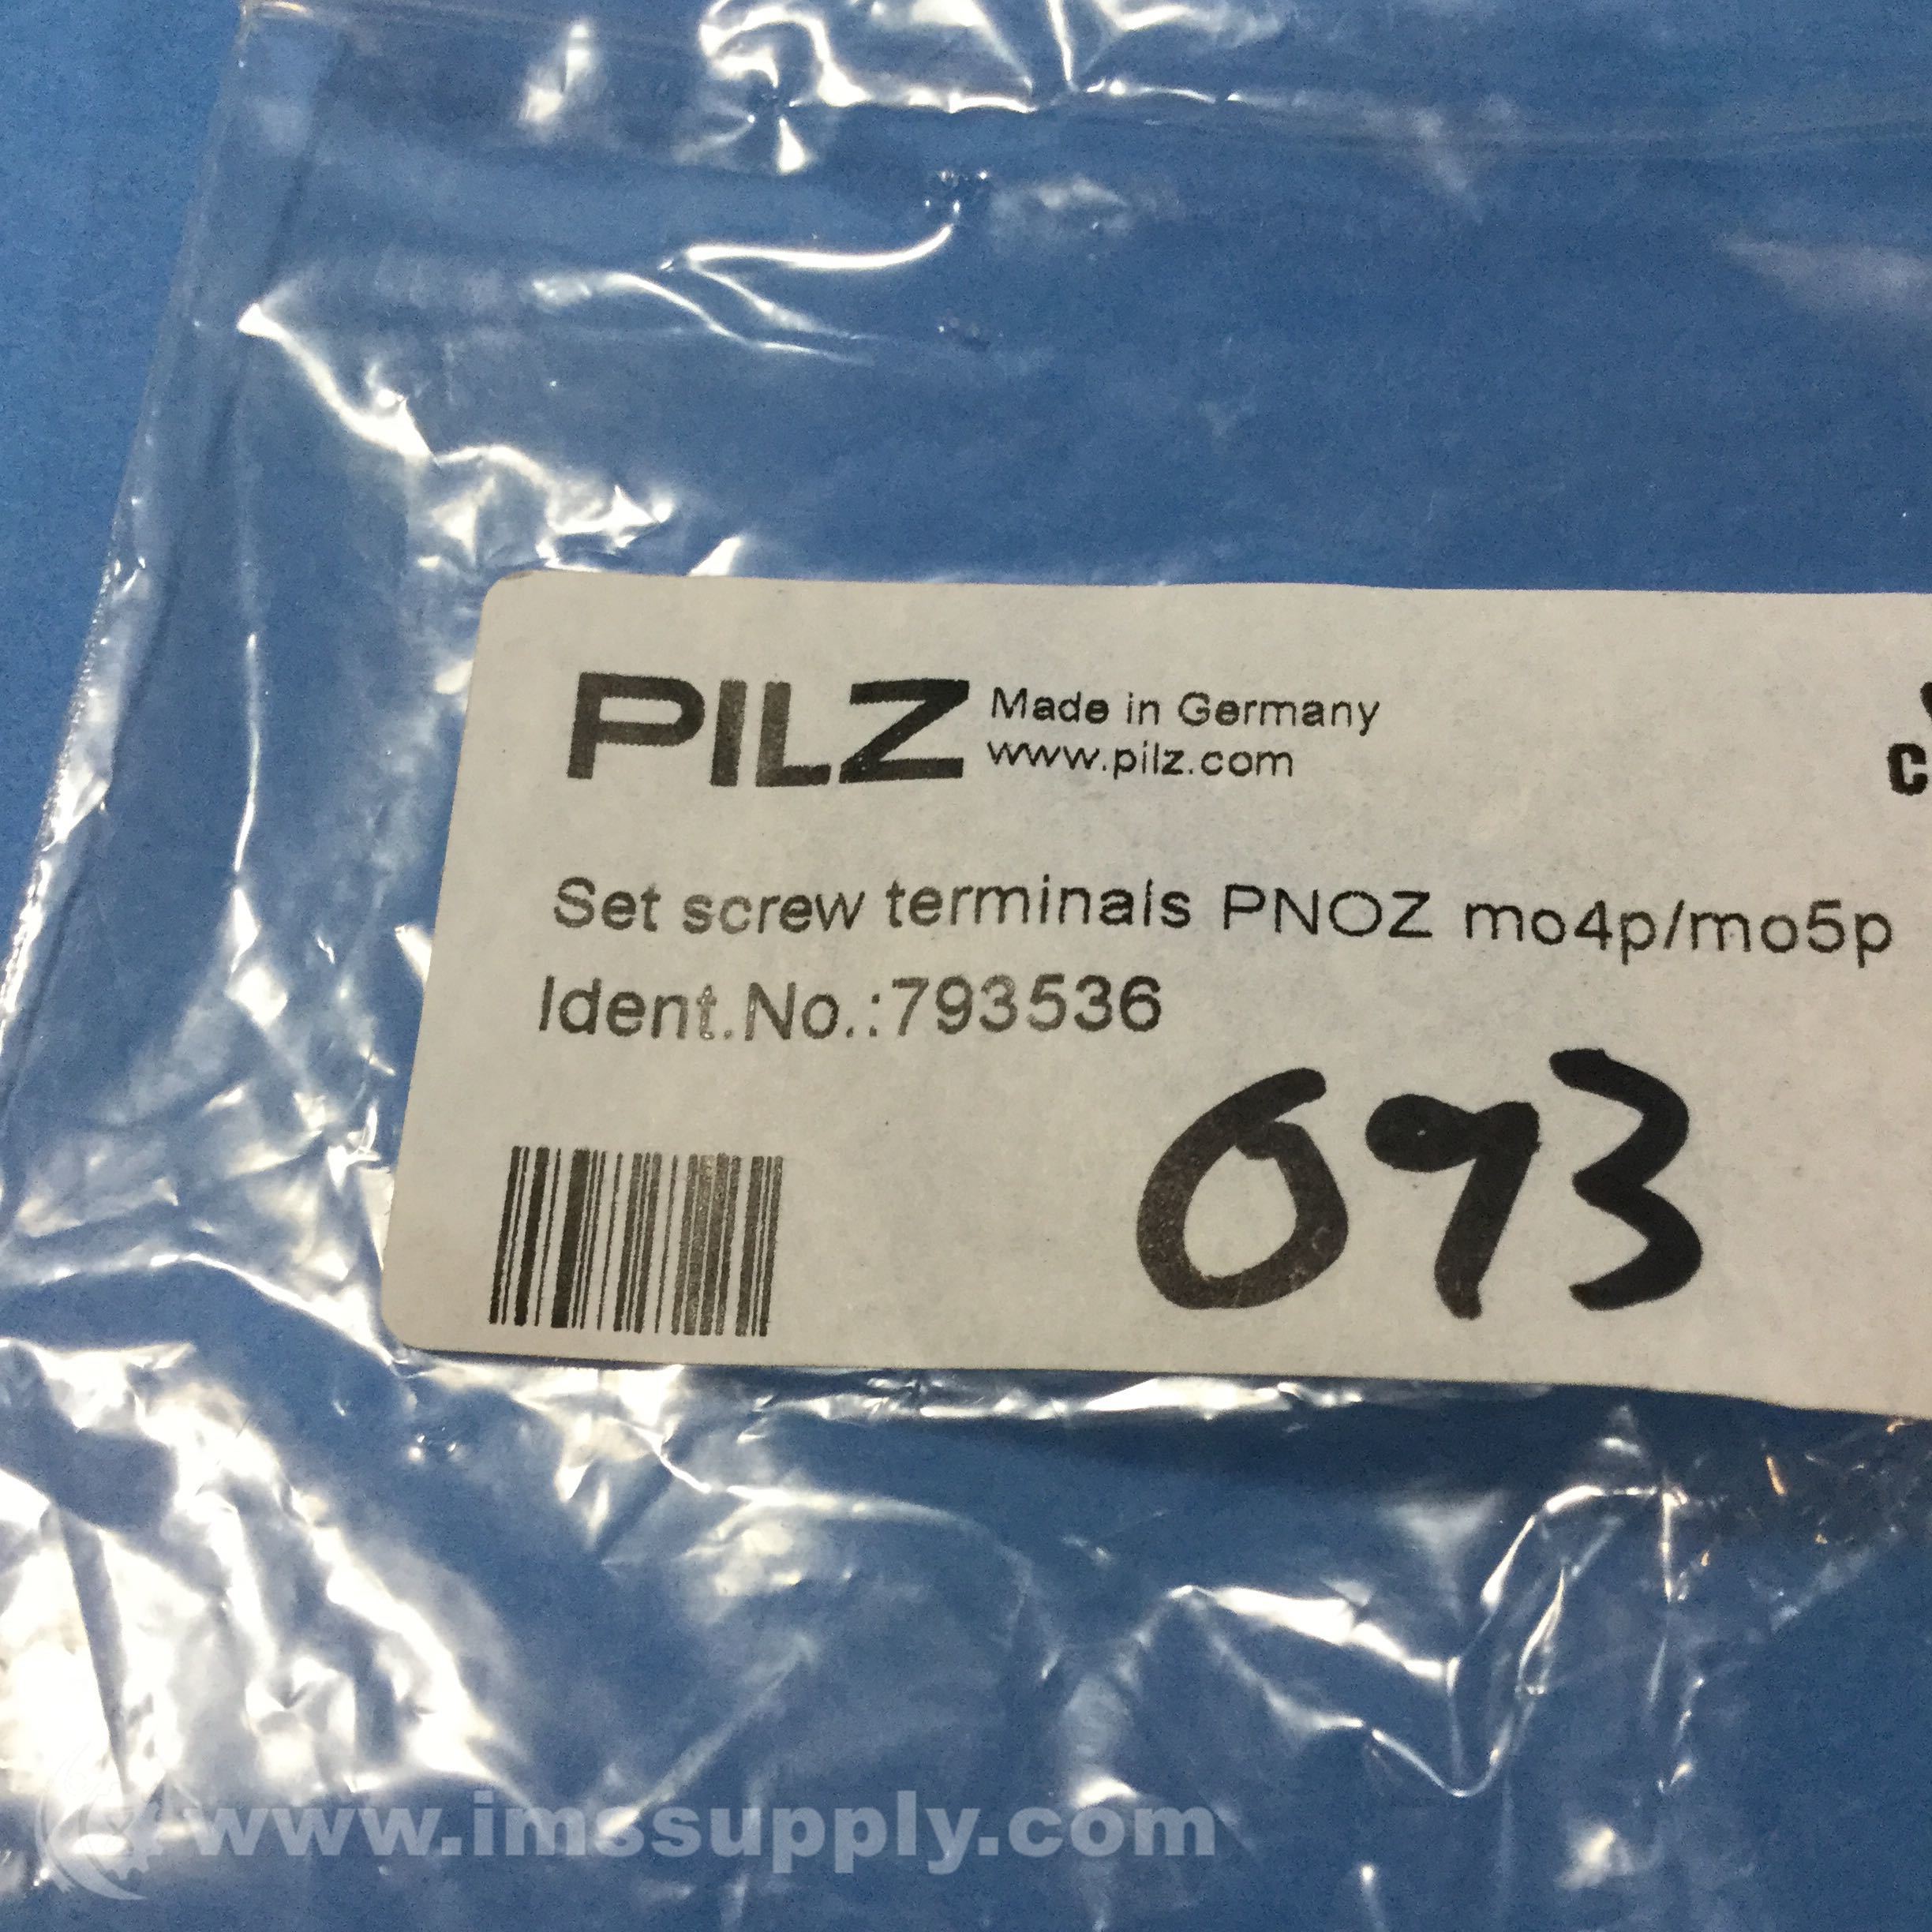 PILZ Made in Germany
www.pilz.com
Set screw terminals PNOZ mo4p/mo5p
Ident.No.:793536
093
www.imssupply.com